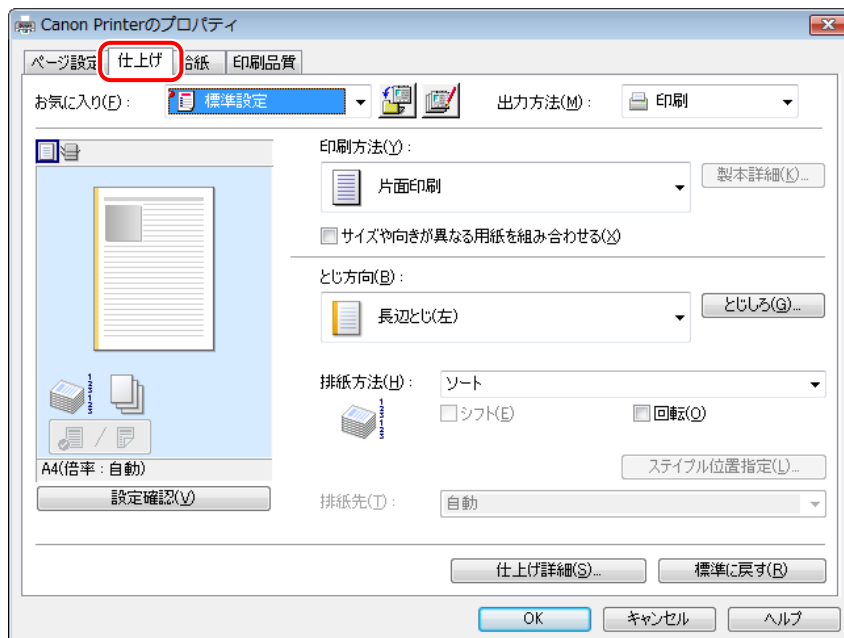 Canon Printerのプロパティ
ページ設定 仕上げ 給紙 印刷品質
お気に入り(F)： 標準設定 出力方法(M)： 印刷
印刷方法(Y)：
片面印刷 製本詳細(K)...
サイズや向きが異なる用紙を組み合わせる(X)
とじ方向(B)：
長辺とじ(左) とじしろ(G)...
排紙方法(H)： ソート
シフト(E) 回転(O)
A4(倍率：自動) ステイプル位置指定(L)...
設定確認(V) 排紙先(T)： 自動
仕上げ詳細(S)... 標準に戻す(R)
OK キャンセル ヘルプ